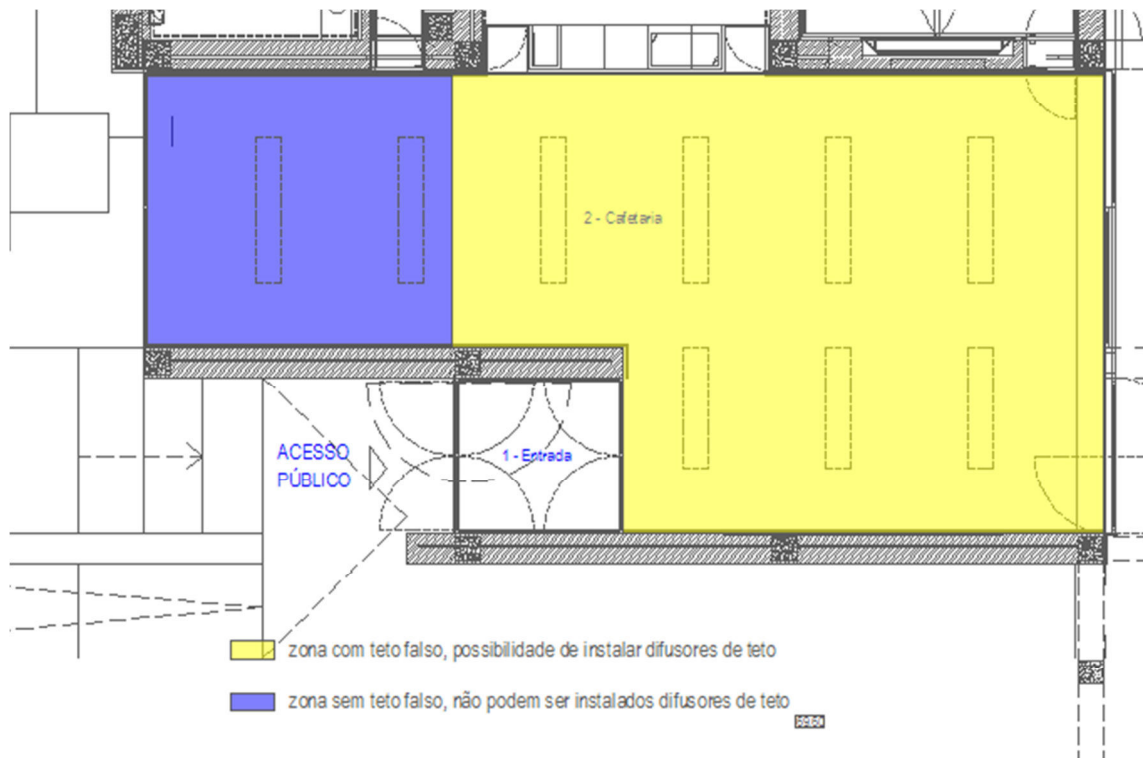 2 - Cafetaria
ACESSO
PÚBLICO
1 - Entrada
zona com teto falso, possibilidade de instalar difusores de teto
zona sem teto falso, não podem ser instalados difusores de teto